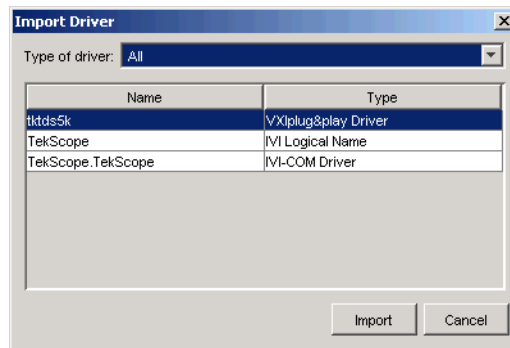 Import Driver
Type of driver: All
Name Type
tktds5k VXIplug&play Driver
TekScope IVI Logical Name
TekScope.TekScope IVI-COM Driver
Import Cancel